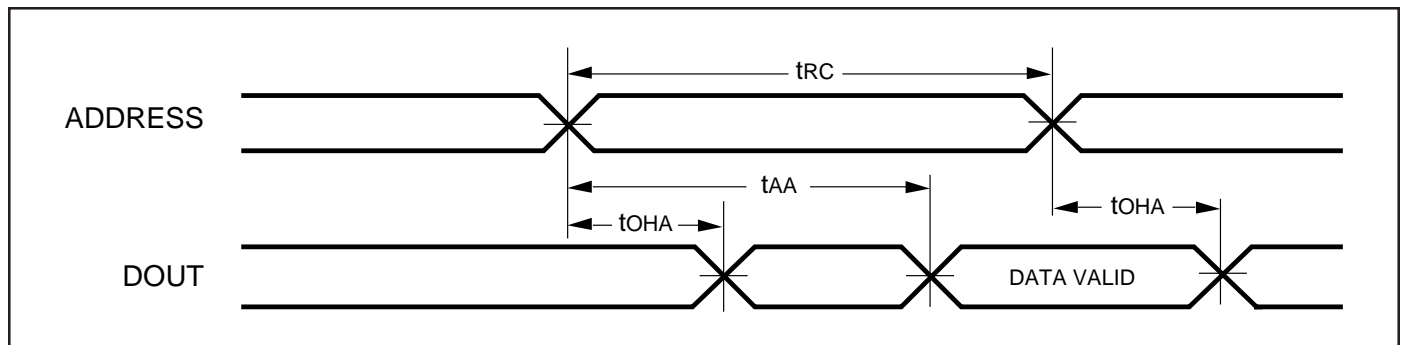 tRC
ADDRESS
tAA
tOHA
tOHA
DOUT
DATA VALID